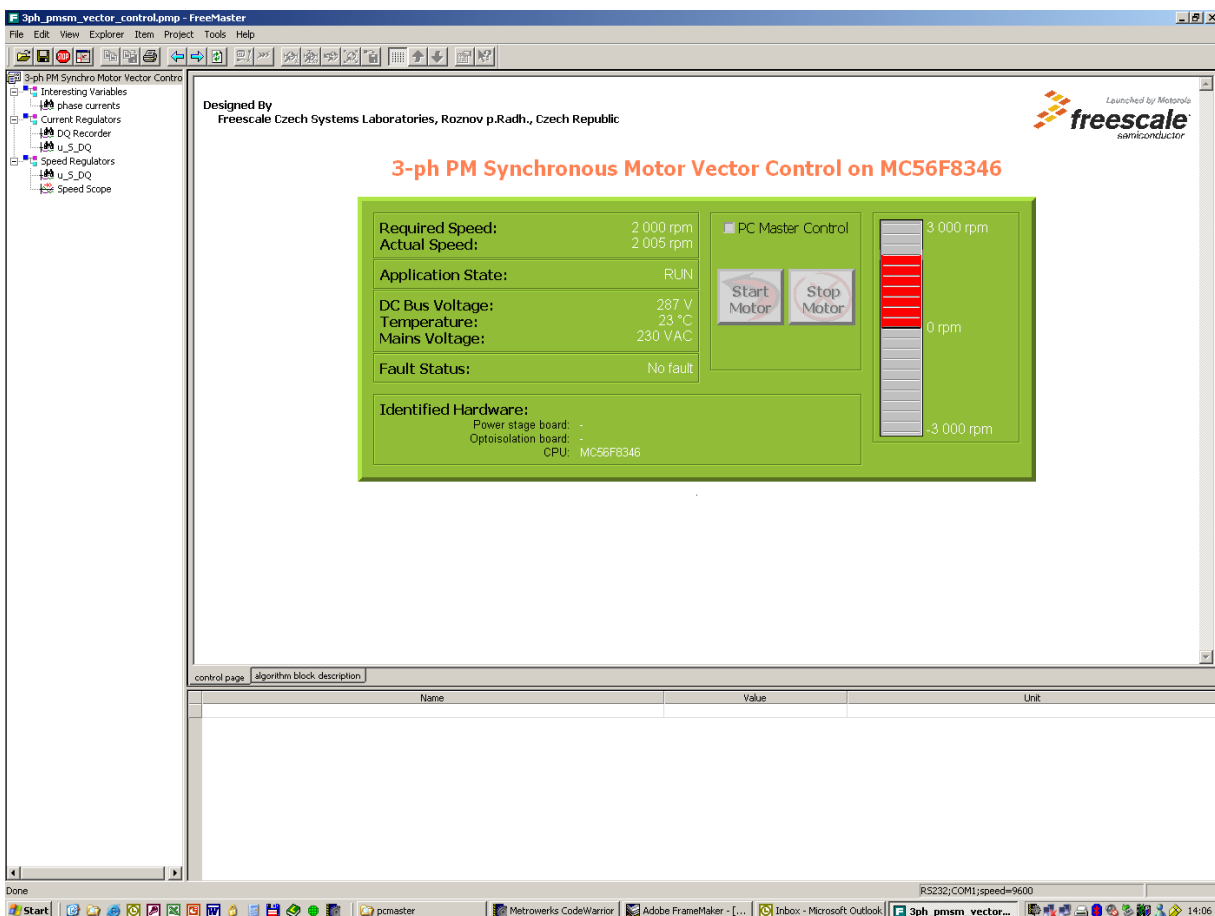 3ph_pmsm_vector_control.pmp - FreeMaster
File Edit View Explorer Item Project Tools Help
3-ph PM Synchro Motor Vector Contro
Interesting Variables
phase currents
Current Regulators
DQ Recorder
u_S_DQ
Speed Regulators
u_S_DQ
Speed Scope
Designed By
Freescale Czech Systems Laboratories, Roznov p.Radh., Czech Republic
Launched by Motorola
freescale
semiconductor
3-ph PM Synchronous Motor Vector Control on MC56F8346
Required Speed: 2 000 rpm
Actual Speed: 2 005 rpm
Application State: RUN
DC Bus Voltage: 287 V
Temperature: 23 °C
Mains Voltage: 230 VAC
Fault Status: No fault
PC Master Control
Start
Motor
Stop
Motor
3 000 rpm
0 rpm
-3 000 rpm
Identified Hardware:
Power stage board: -
Optoisolation board: -
CPU: MC56F8346
control page algorithm block description
Name Value Unit
Done RS232;COM1;speed=9600
Start pcmaster Metrowerks CodeWarrior Adobe FrameMaker - [... Inbox - Microsoft Outlook 3ph_pmsm_vector... 14:06